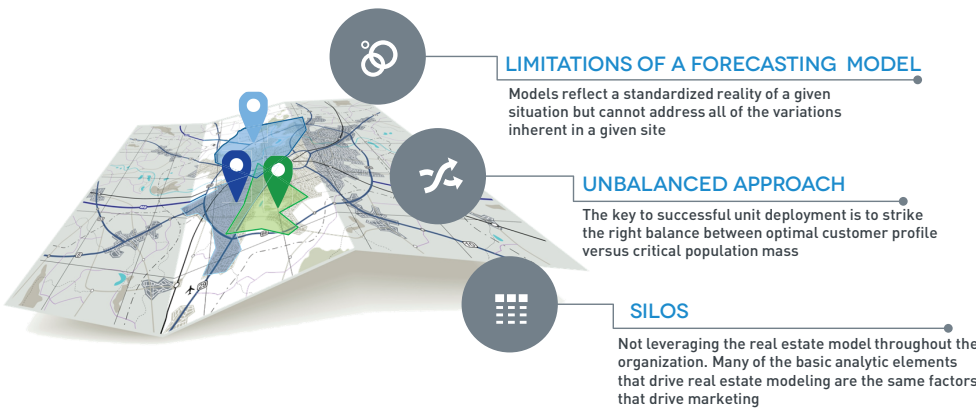 LIMITATIONS OF A FORECASTING MODEL
Models reflect a standardized reality of a given
situation but cannot address all of the variations
inherent in a given site
UNBALANCED APPROACH
The key to successful unit deployment is to strike
the right balance between optimal customer profile
versus critical population mass
SILOS
Not leveraging the real estate model throughout the
organization. Many of the basic analytic elements
that drive real estate modeling are the same factors
that drive marketing